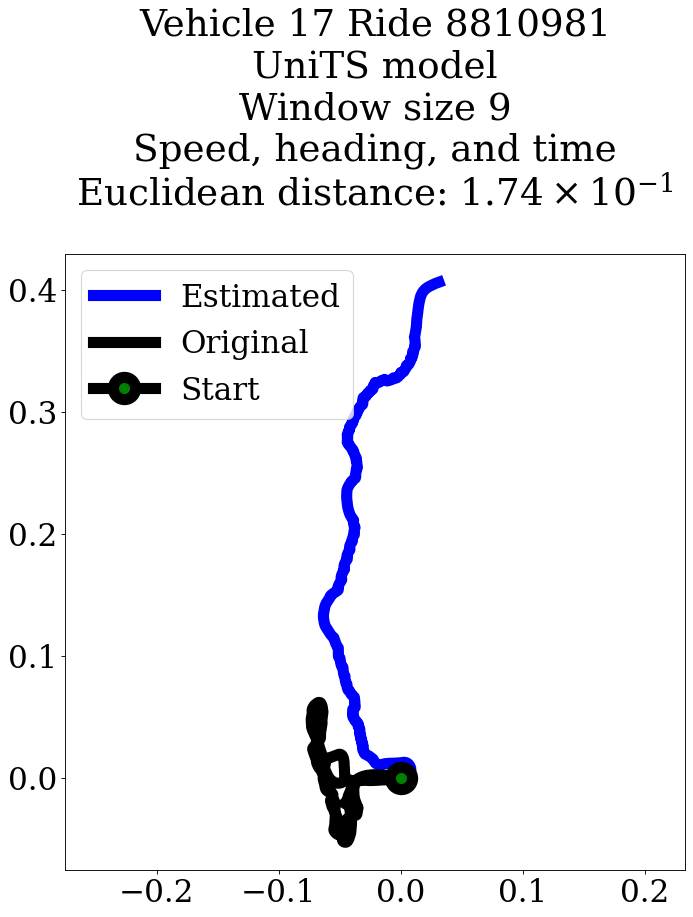 Vehicle 17 Ride 8810981
UniTS model
Window size 9
Speed, heading, and time
Euclidean distance: 1.74 × 10⁻¹
Estimated
Original
Start
0.4
0.3
0.2
0.1
0.0
−0.2 −0.1 0.0 0.1 0.2